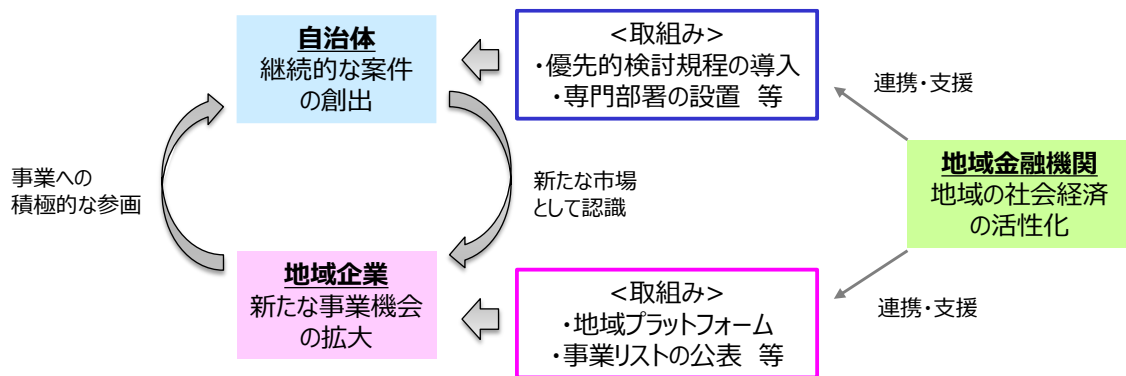 自治体
継続的な案件
の創出
<取組み>
・優先的検討規程の導入
・専門部署の設置　等
連携・支援
事業への
積極的な参画
新たな市場
として認識
地域金融機関
地域の社会経済
の活性化
地域企業
新たな事業機会
の拡大
<取組み>
・地域プラットフォーム
・事業リストの公表　等
連携・支援